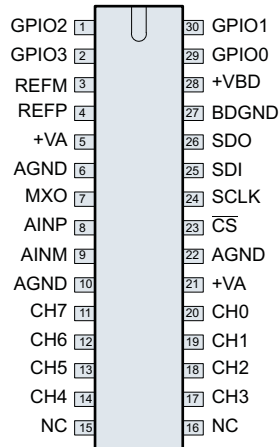 GPIO2 1 30 GPIO1
GPIO3 2 29 GPIO0
REFM 3 28 +VBD
REFP 4 27 BDGND
+VA 5 26 SDO
AGND 6 25 SDI
MXO 7 24 SCLK
AINP 8 23 C̅S̅
AINM 9 22 AGND
AGND 10 21 +VA
CH7 11 20 CH0
CH6 12 19 CH1
CH5 13 18 CH2
CH4 14 17 CH3
NC 15 16 NC